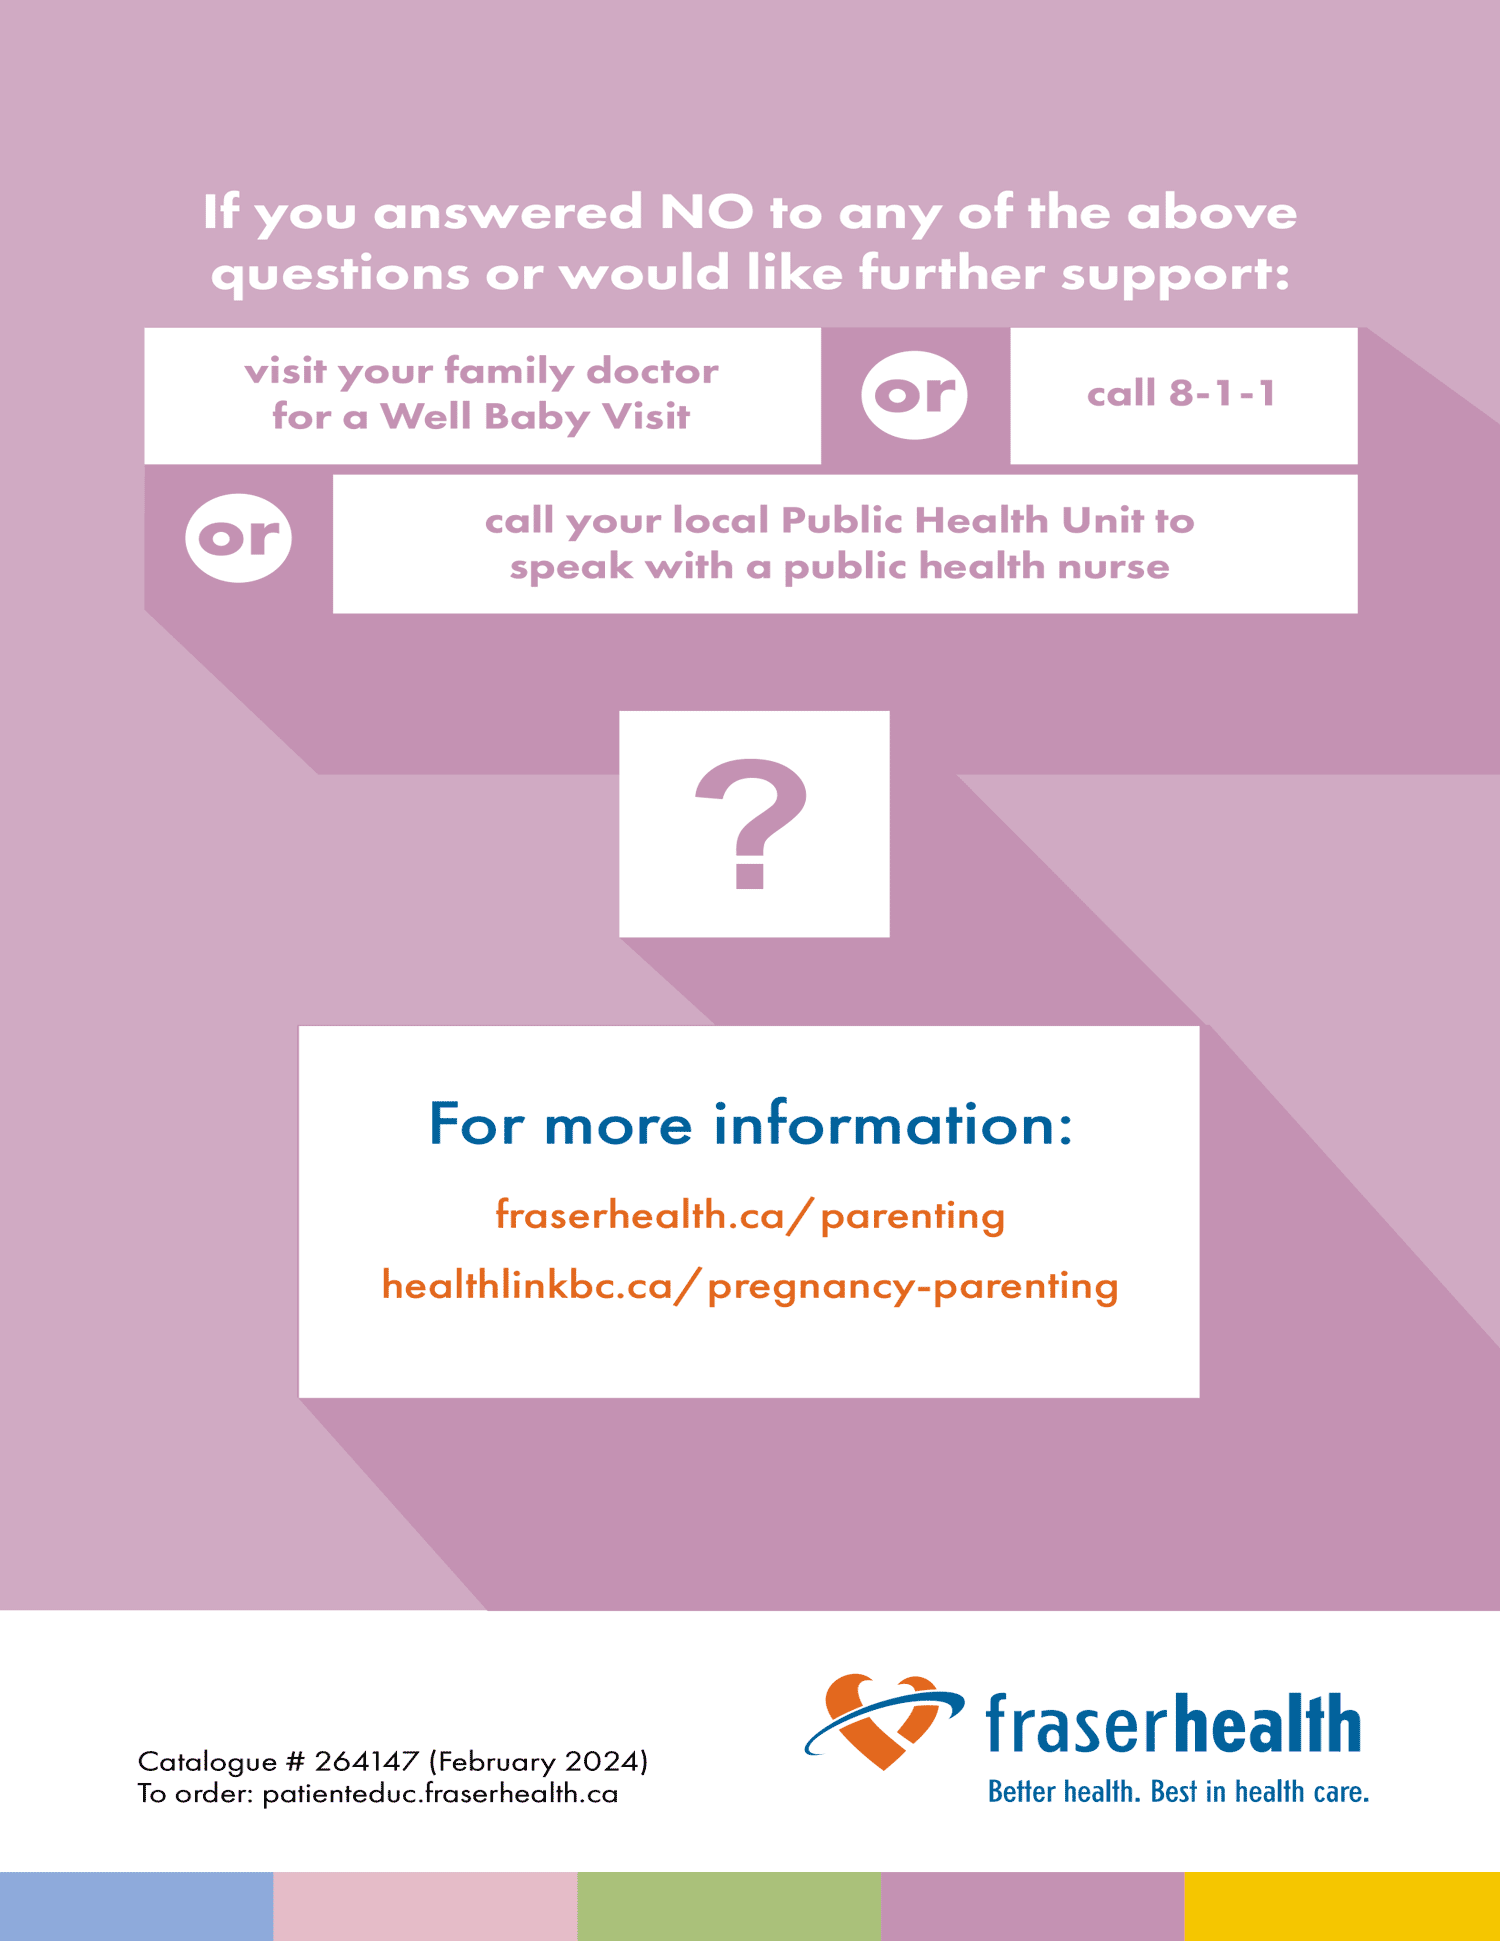 If you answered NO to any of the above
questions or would like further support:
visit your family doctor
for a Well Baby Visit
or
call 8-1-1
or
call your local Public Health Unit to
speak with a public health nurse
?
For more information:
fraserhealth.ca/parenting
healthlinkbc.ca/pregnancy-parenting
Catalogue # 264147 (February 2024)
To order: patienteduc.fraserhealth.ca
fraserhealth
Better health. Best in health care.